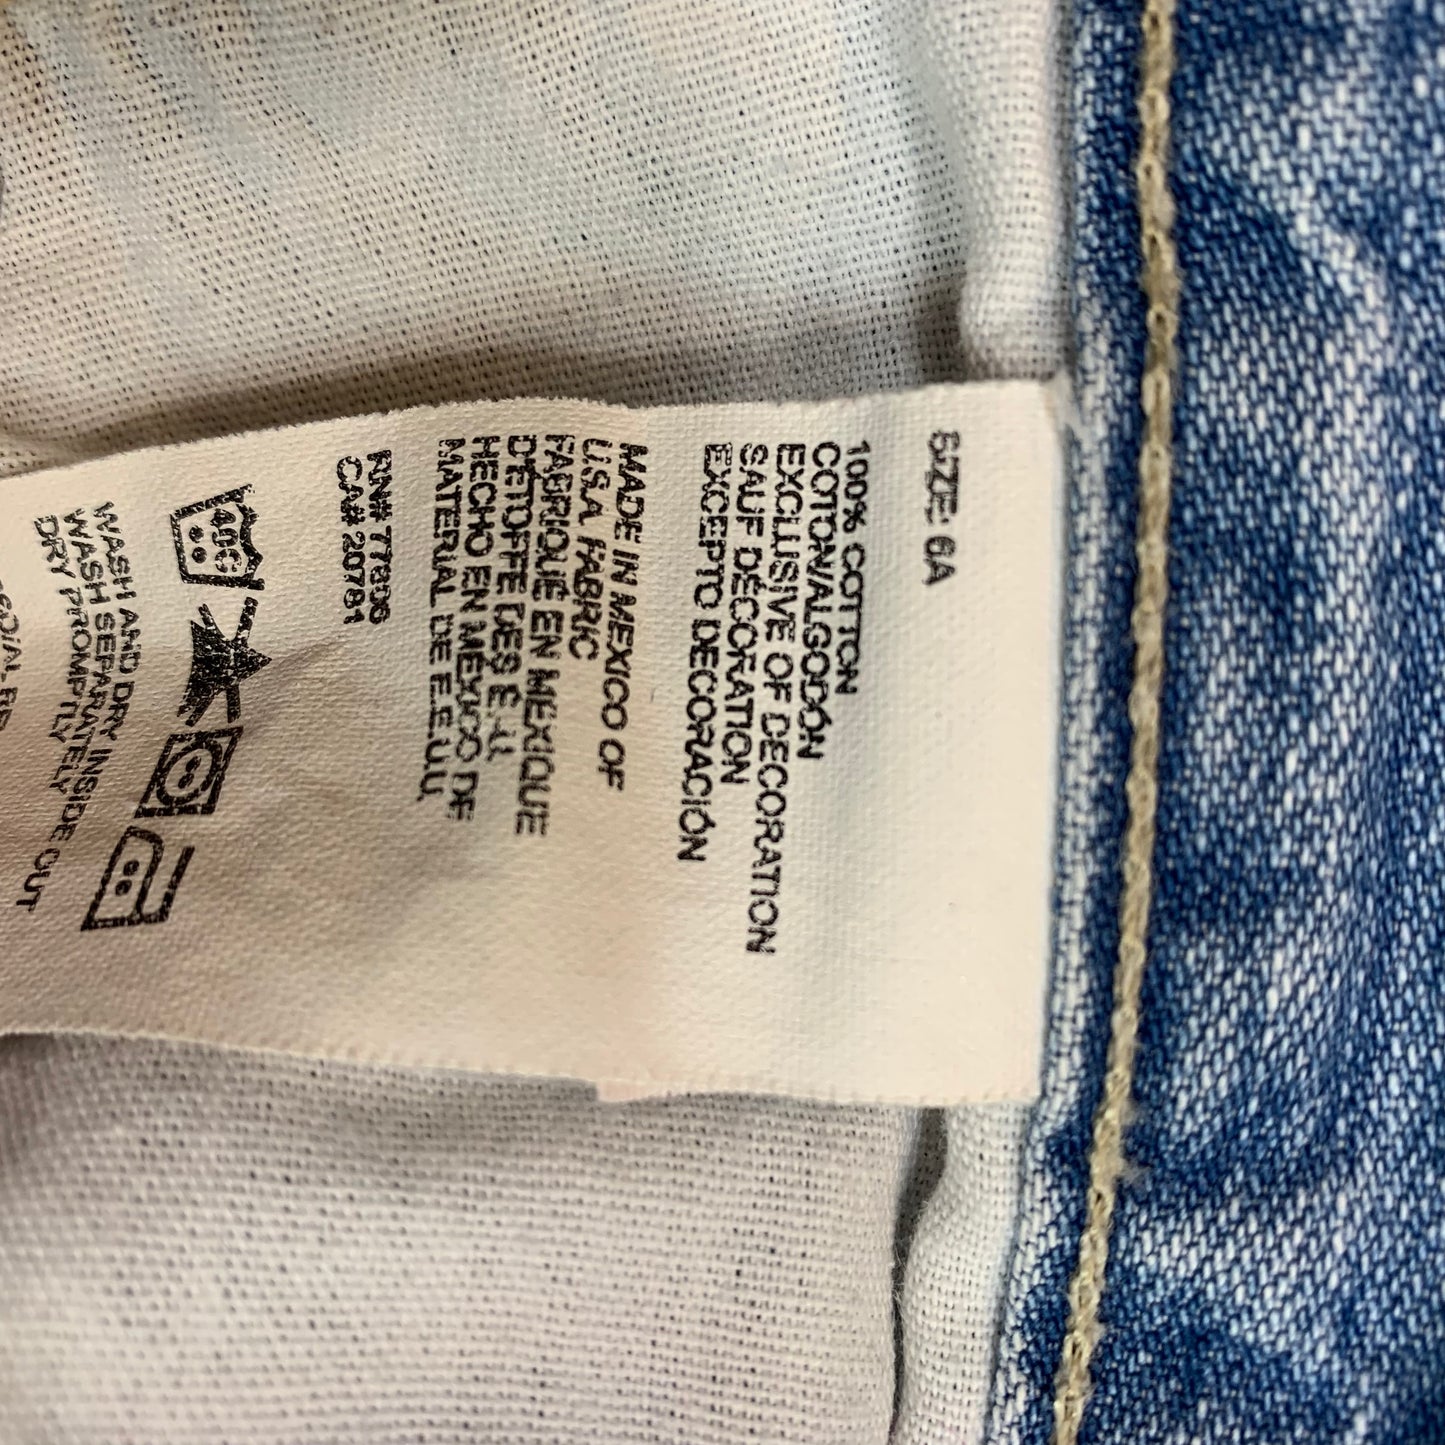 SIZE: 6A
100% COTTON
COTON/ALGODÓN
EXCLUSIVE OF DECORATION
SAUF DÉCORATION
EXCEPTO DECORACIÓN
MADE IN MEXICO OF
U.S.A. FABRIC
FABRIQUÉ EN MEXIQUE
D'ETOFFE DES É.-U.
HECHO EN MEXICO DE
MATERIAL DE E.E.U.U.
RN# 77806
CA# 20781
40C
WASH AND DRY INSIDE OUT
WASH SEPARATELY
DRY PROMPTLY